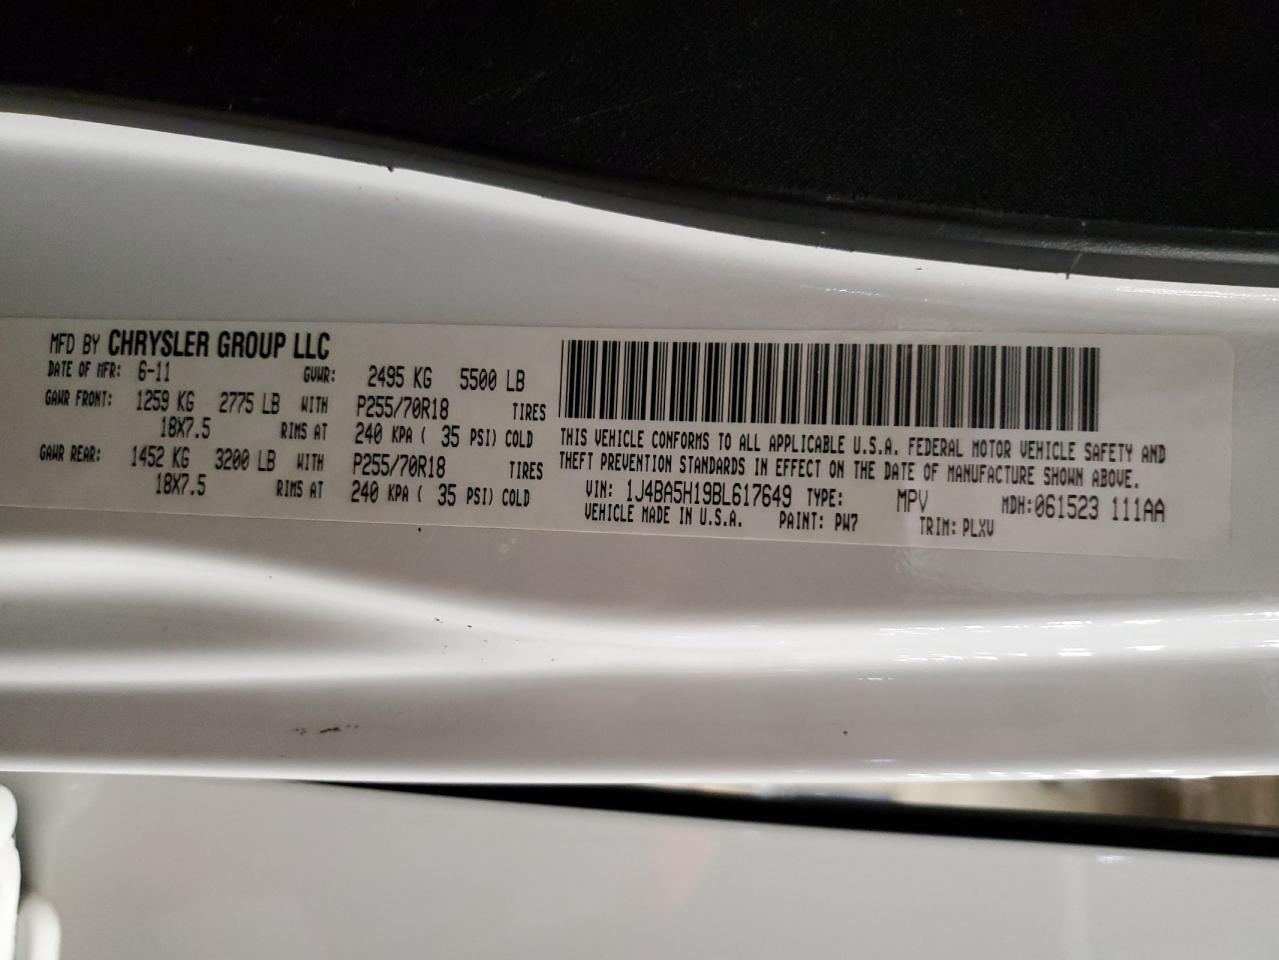 MFD BY CHRYSLER GROUP LLC
DATE OF MFR: 6-11 GVWR: 2495 KG 5500 LB
GAWR FRONT: 1259 KG 2775 LB WITH P255/70R18 TIRES
18X7.5 RIMS AT 240 KPA ( 35 PSI) COLD
GAWR REAR: 1452 KG 3200 LB WITH P255/70R18 TIRES
18X7.5 RIMS AT 240 KPA ( 35 PSI) COLD
THIS VEHICLE CONFORMS TO ALL APPLICABLE U.S.A. FEDERAL MOTOR VEHICLE SAFETY AND
THEFT PREVENTION STANDARDS IN EFFECT ON THE DATE OF MANUFACTURE SHOWN ABOVE.
VIN: 1J4BA5H19BL617649 TYPE: MPV MDH:061523 111AA
VEHICLE MADE IN U.S.A. PAINT: PW7 TRIM: PLXV